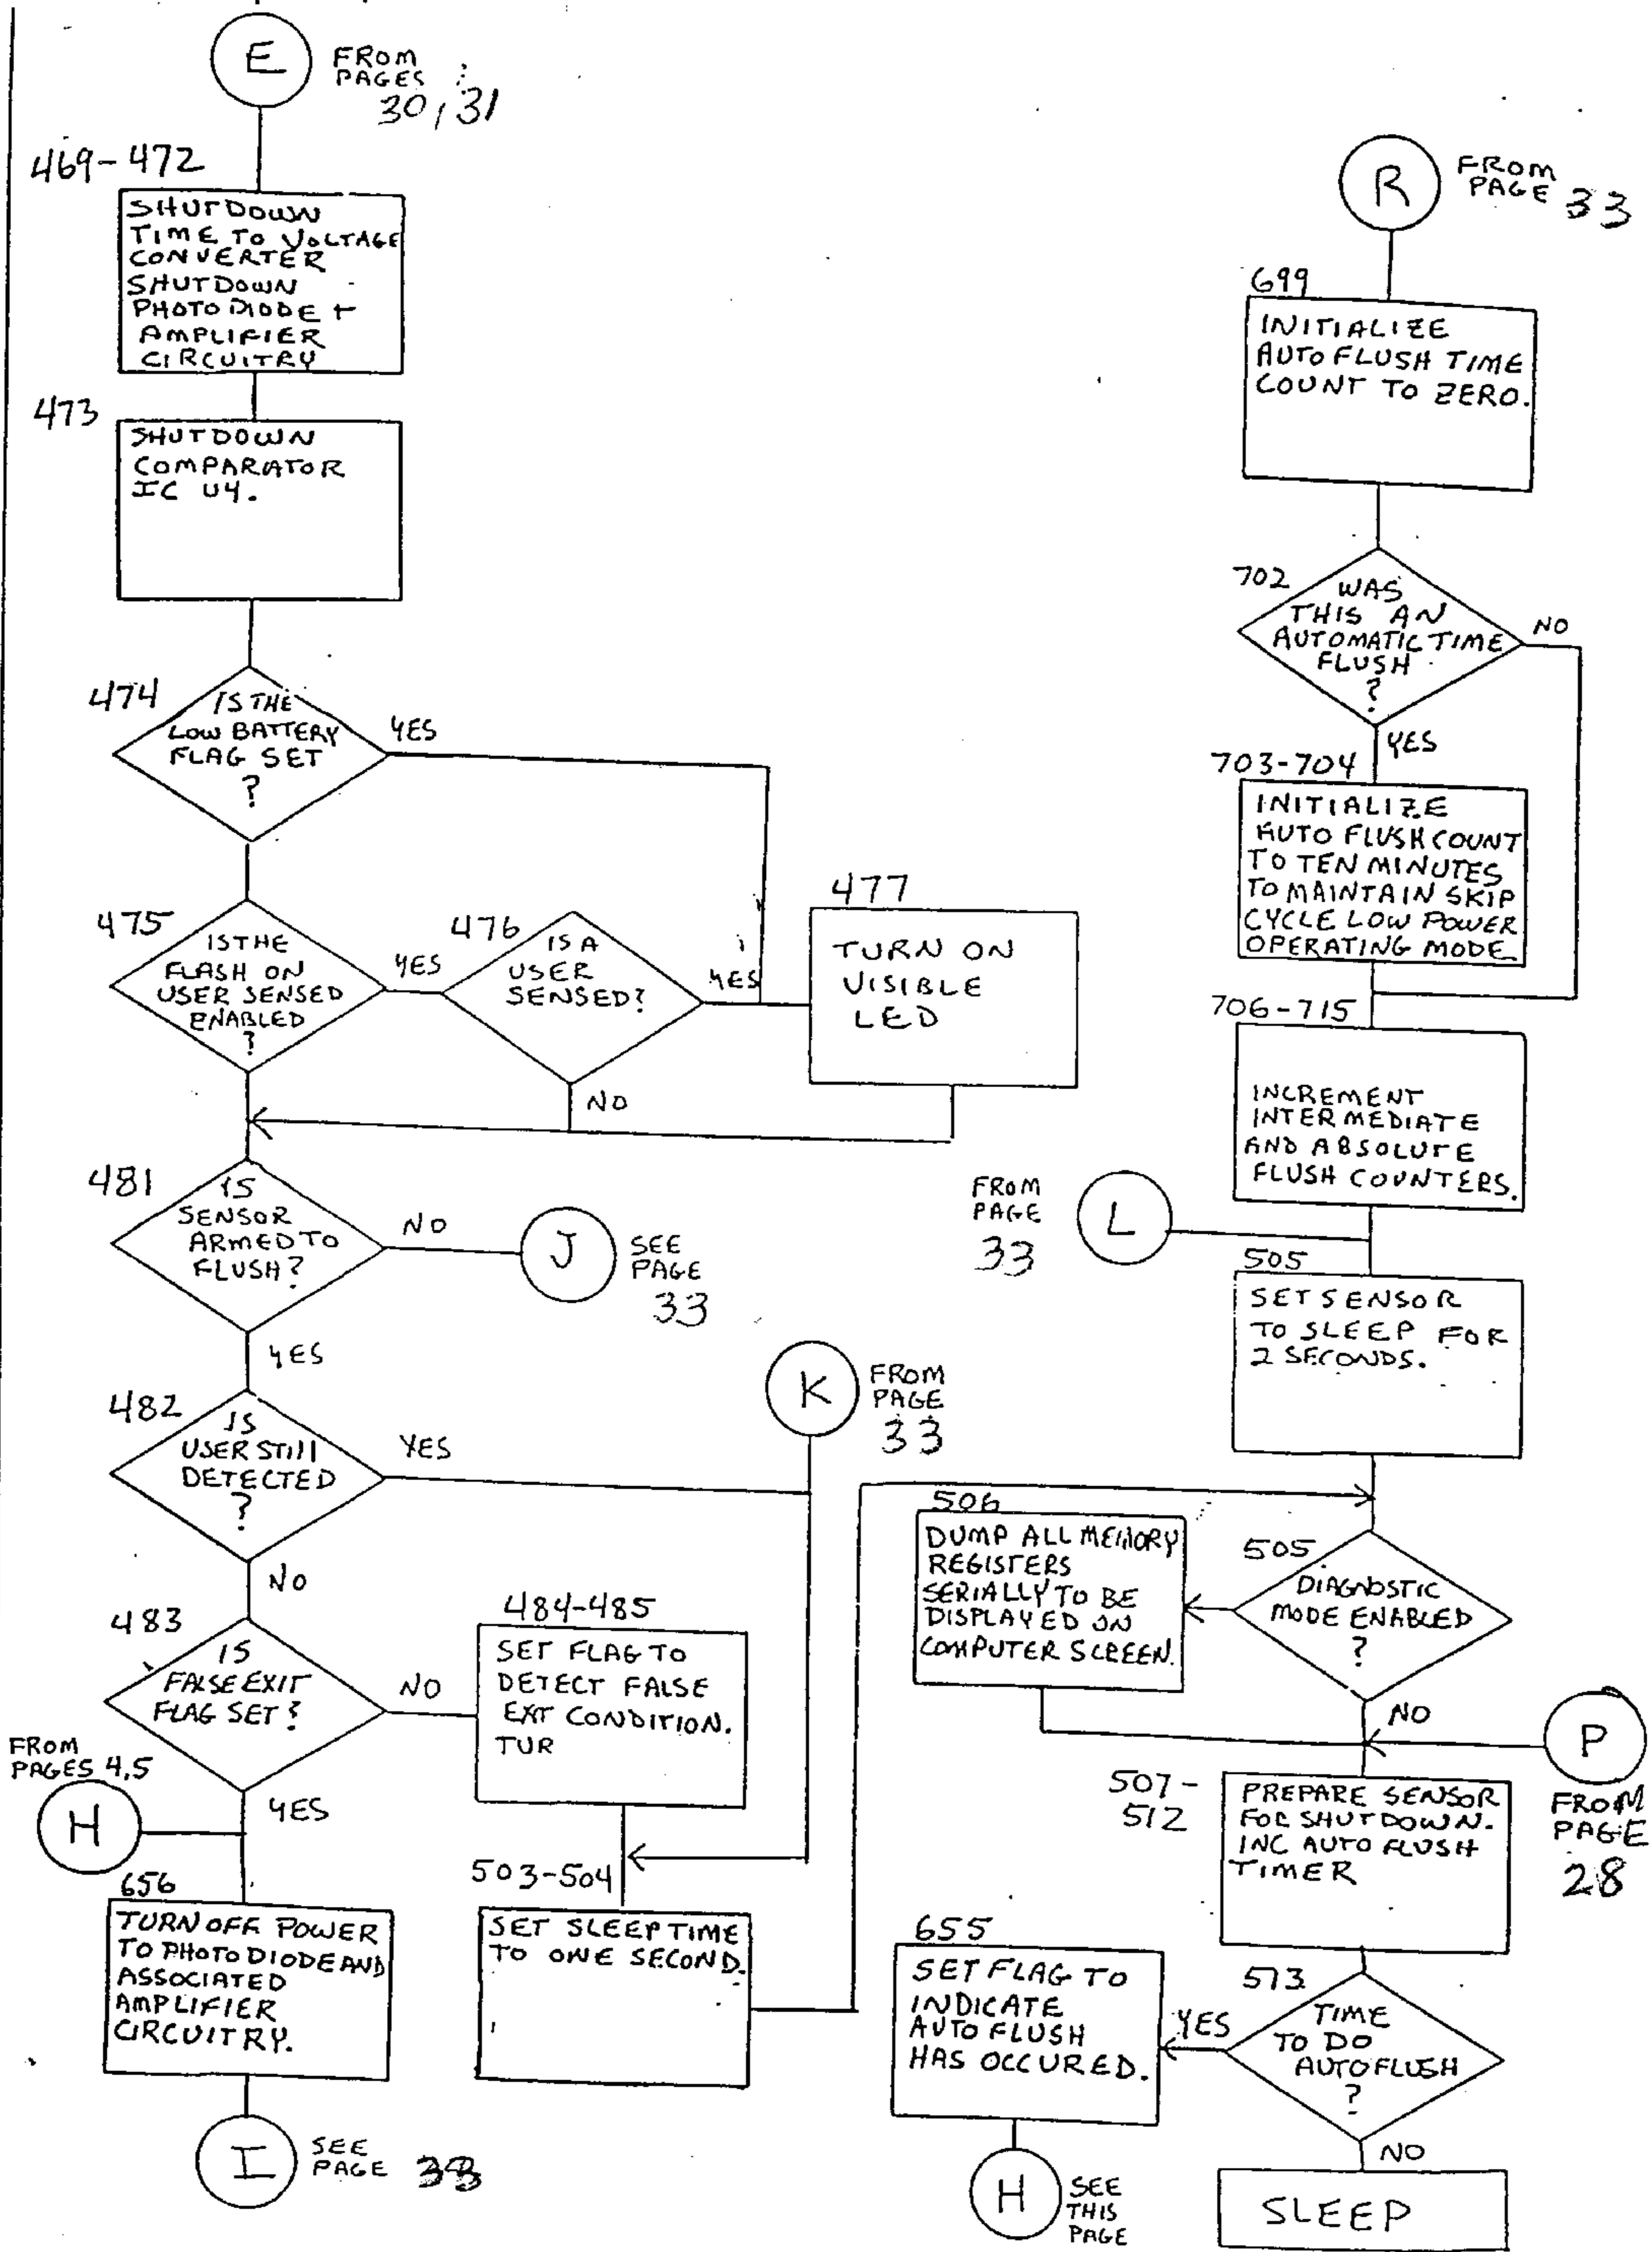 E
FROM
PAGES
30, 31
469-472
SHUTDOWN
TIME TO VOLTAGE
CONVERTER
SHUTDOWN
PHOTO DIODE +
AMPLIFIER
CIRCUITRY
473
SHUTDOWN
COMPARATOR
IC U4.
474
IS THE
LOW BATTERY
FLAG SET
?
YES
475
IS THE
FLASH ON
USER SENSED
ENABLED
?
YES
476
IS A
USER
SENSED?
YES
NO
477
TURN ON
VISIBLE
LED
481
IS
SENSOR
ARMED TO
FLUSH?
NO
J
SEE
PAGE
33
YES
482
IS
USER STILL
DETECTED
?
YES
K
FROM
PAGE
33
NO
483
IS
FALSE EXIT
FLAG SET?
NO
484-485
SET FLAG TO
DETECT FALSE
EXT CONDITION.
TUR
FROM
PAGES 4,5
H
YES
503-504
SET SLEEP TIME
TO ONE SECOND.
656
TURN OFF POWER
TO PHOTO DIODE AND
ASSOCIATED
AMPLIFIER
CIRCUITRY.
I
SEE
PAGE 33
R
FROM
PAGE 33
699
INITIALIZE
AUTO FLUSH TIME
COUNT TO ZERO.
702
WAS
THIS AN
AUTOMATIC TIME
FLUSH
?
NO
YES
703-704
INITIALIZE
AUTO FLUSH COUNT
TO TEN MINUTES
TO MAINTAIN SKIP
CYCLE LOW POWER
OPERATING MODE
706-715
INCREMENT
INTERMEDIATE
AND ABSOLUTE
FLUSH COUNTERS.
FROM
PAGE
33
L
505
SET SENSOR
TO SLEEP FOR
2 SECONDS.
506
DUMP ALL MEMORY
REGISTERS
SERIALLY TO BE
DISPLAYED ON
COMPUTER SCREEN.
505
DIAGNOSTIC
MODE ENABLED
?
NO
P
FROM
PAGE
28
507-
512
PREPARE SENSOR
FOR SHUTDOWN.
INC AUTO FLUSH
TIMER
655
SET FLAG TO
INDICATE
AUTO FLUSH
HAS OCCURED.
YES
513
TIME
TO DO
AUTOFLUSH
?
NO
H
SEE
THIS
PAGE
SLEEP